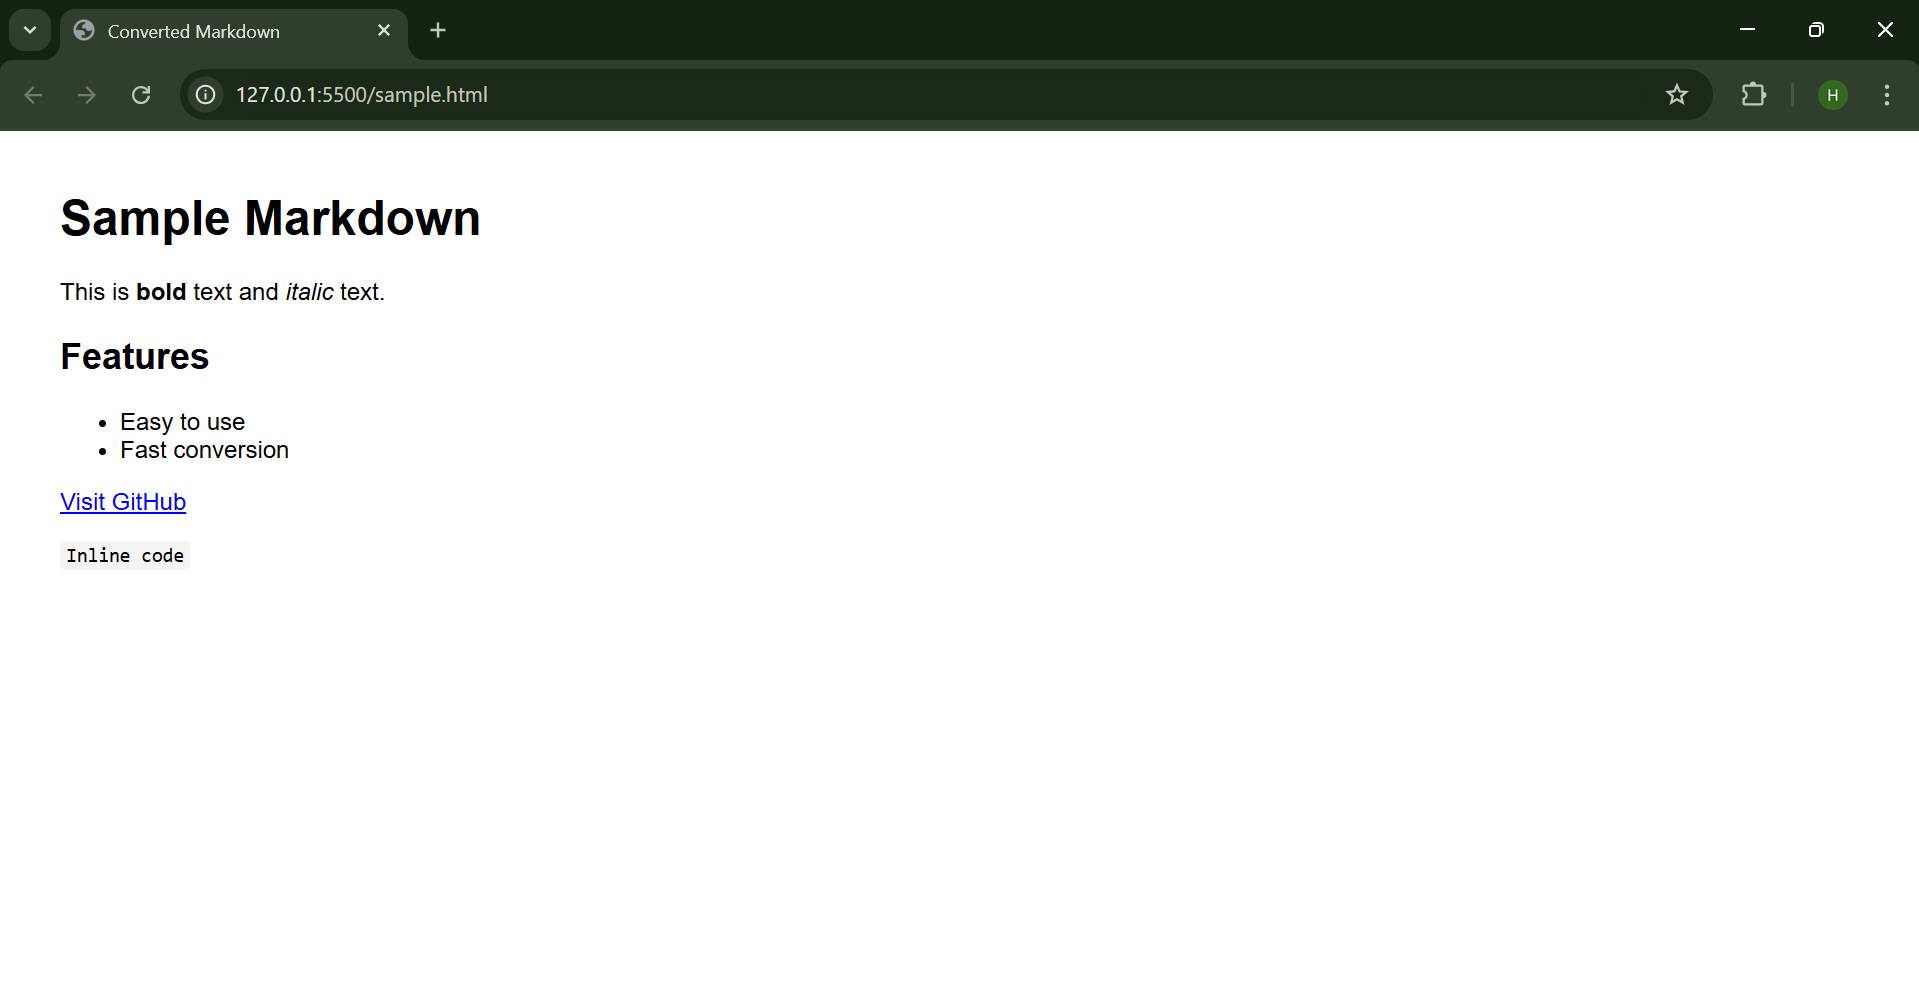 Converted Markdown
127.0.0.1:5500/sample.html
H
Sample Markdown
This is bold text and italic text.
Features
Easy to use
Fast conversion
Visit GitHub
Inline code